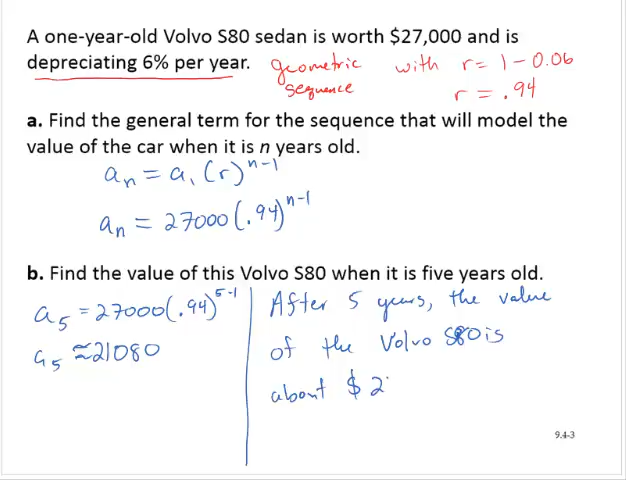 A one-year-old Volvo S80 sedan is worth $27,000 and is
depreciating 6% per year. geometric with r = 1 - 0.06
sequence r = .94
a. Find the general term for the sequence that will model the
value of the car when it is n years old.
aₙ = a₁ (r)ⁿ⁻¹
aₙ = 27000 (.94)ⁿ⁻¹
b. Find the value of this Volvo S80 when it is five years old.
a₅ = 27000 (.94)⁵⁻¹
a₅ ≈ 21080
After 5 years, the value
of the Volvo S80 is
about $ 2
9.4-3